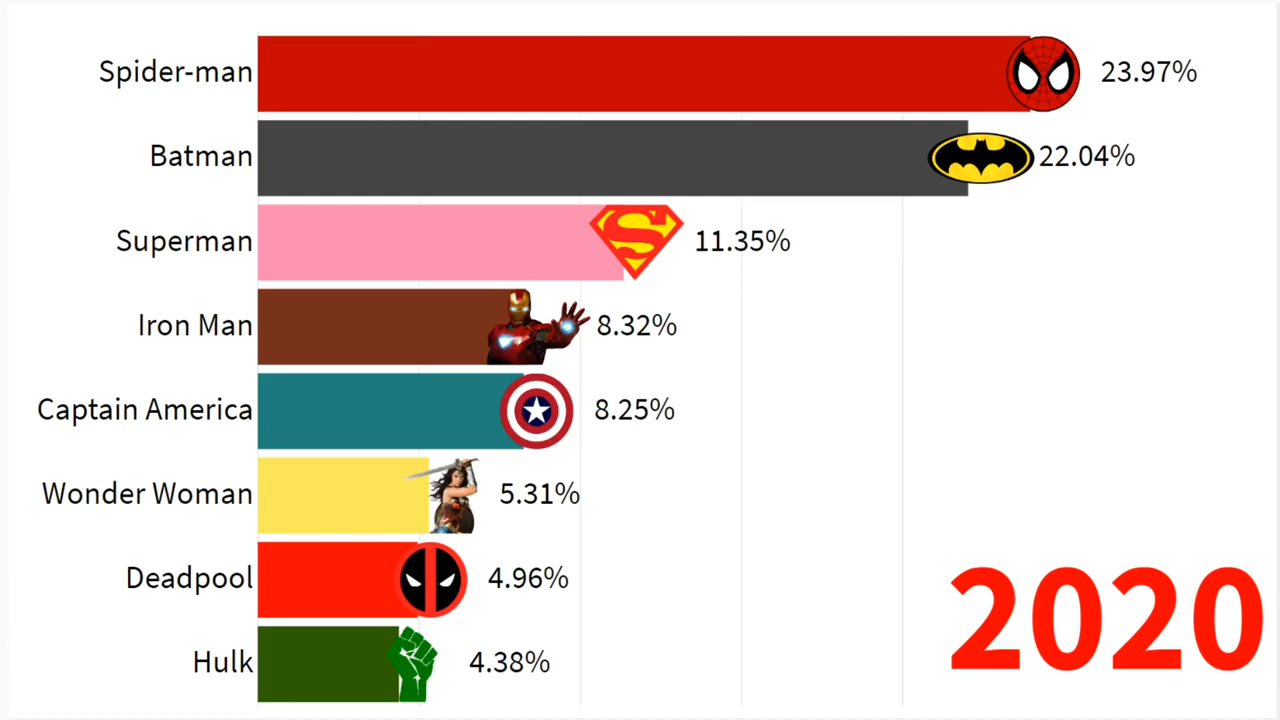 Spider-man 23.97%
Batman 22.04%
Superman S 11.35%
Iron Man 8.32%
Captain America 8.25%
Wonder Woman 5.31%
Deadpool 4.96%
Hulk 4.38%
2020